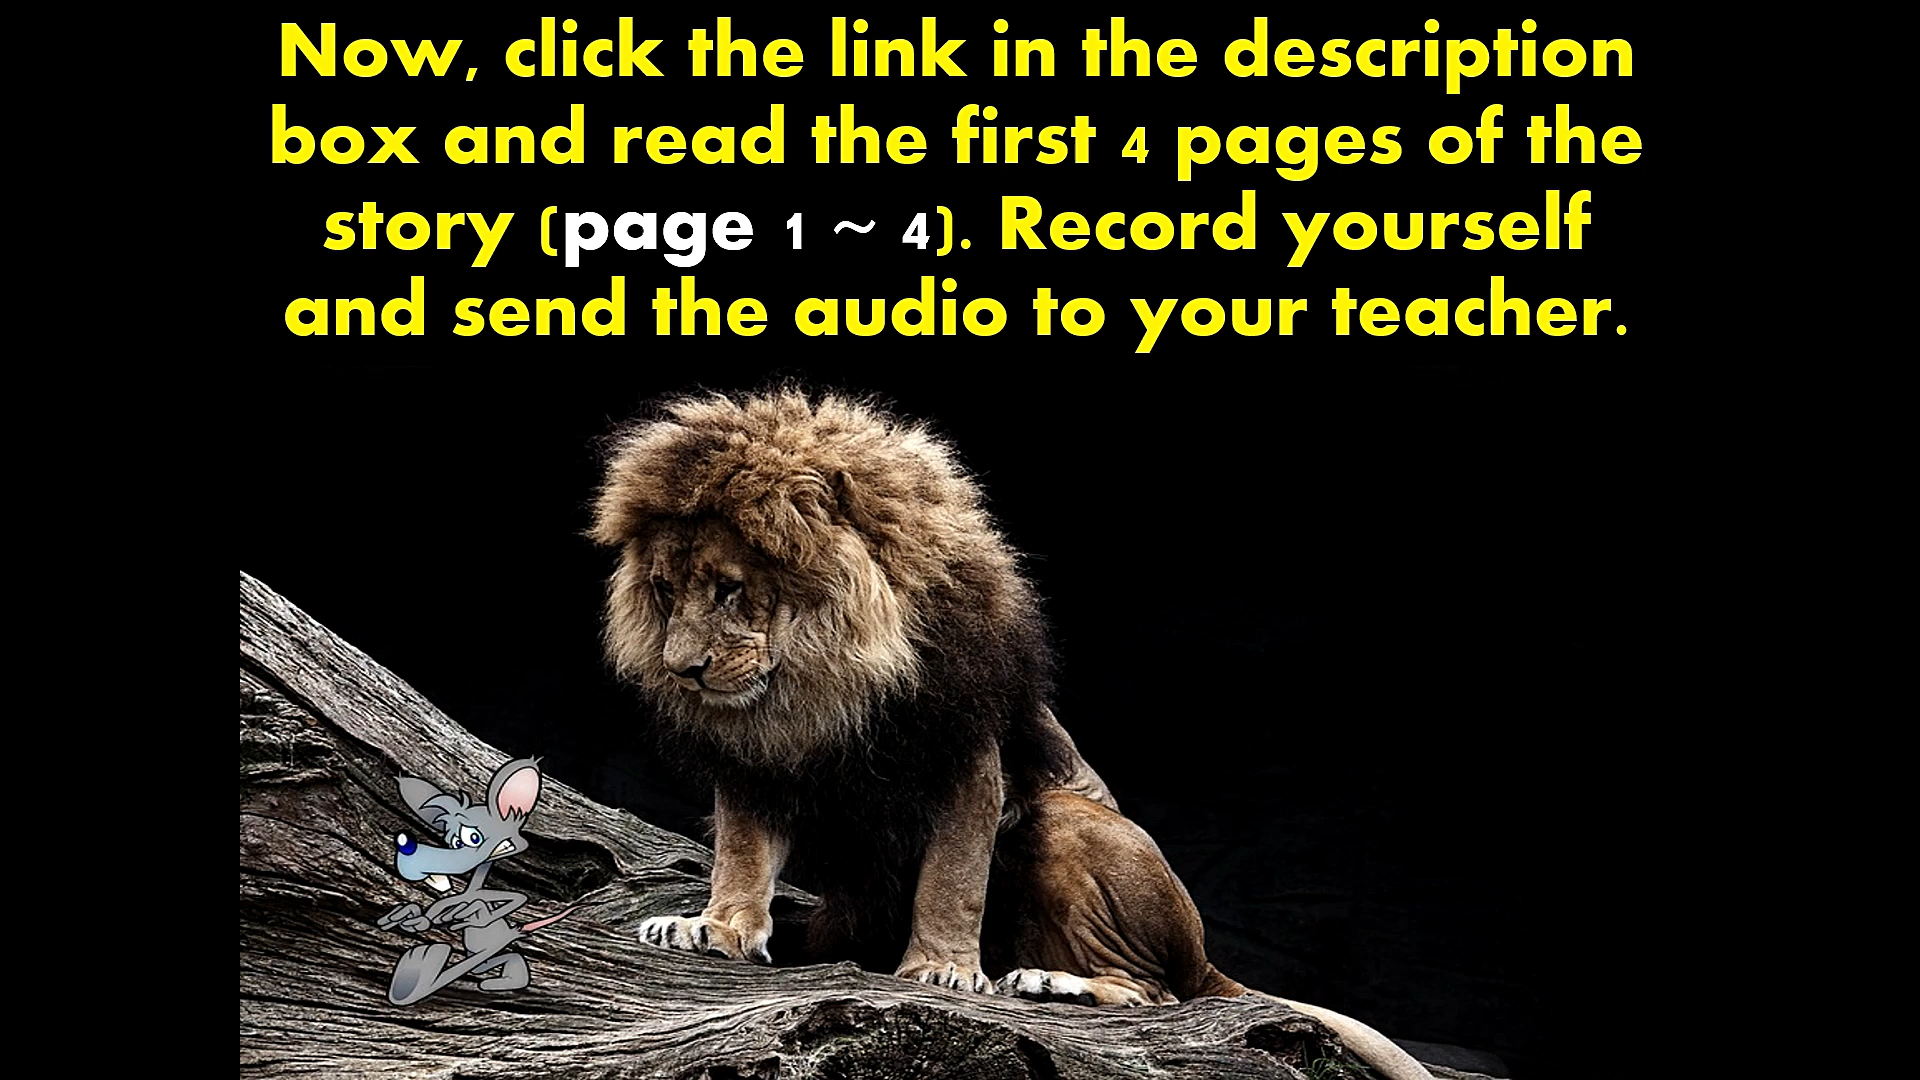 Now, click the link in the description
box and read the first 4 pages of the
story (page 1 ~ 4). Record yourself
and send the audio to your teacher.